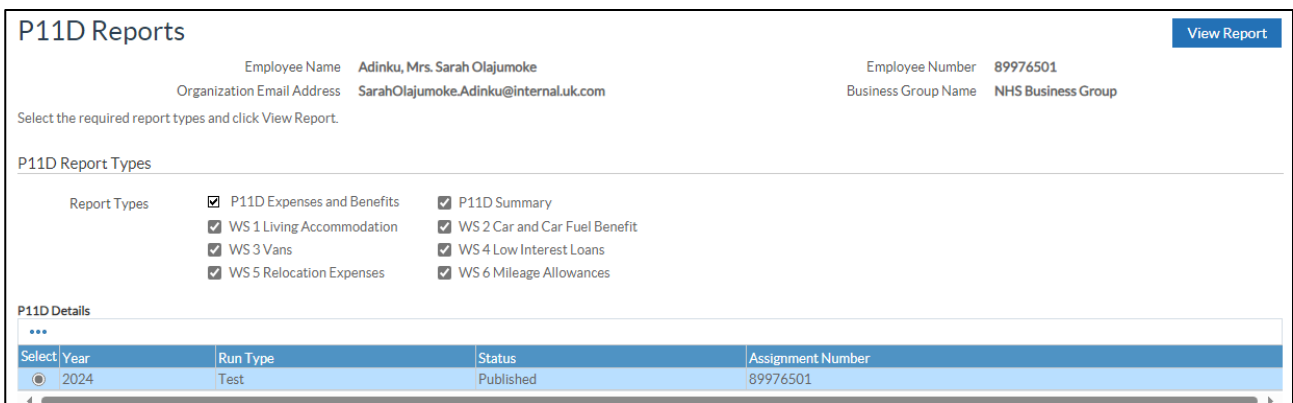 P11D Reports
View Report
Employee Name Adinku, Mrs. Sarah Olajumoke Employee Number 89976501
Organization Email Address SarahOlajumoke.Adinku@internal.uk.com Business Group Name NHS Business Group
Select the required report types and click View Report.
P11D Report Types
Report Types P11D Expenses and Benefits P11D Summary
WS 1 Living Accommodation WS 2 Car and Car Fuel Benefit
WS 3 Vans WS 4 Low Interest Loans
WS 5 Relocation Expenses WS 6 Mileage Allowances
P11D Details
Select Year Run Type Status Assignment Number
2024 Test Published 89976501